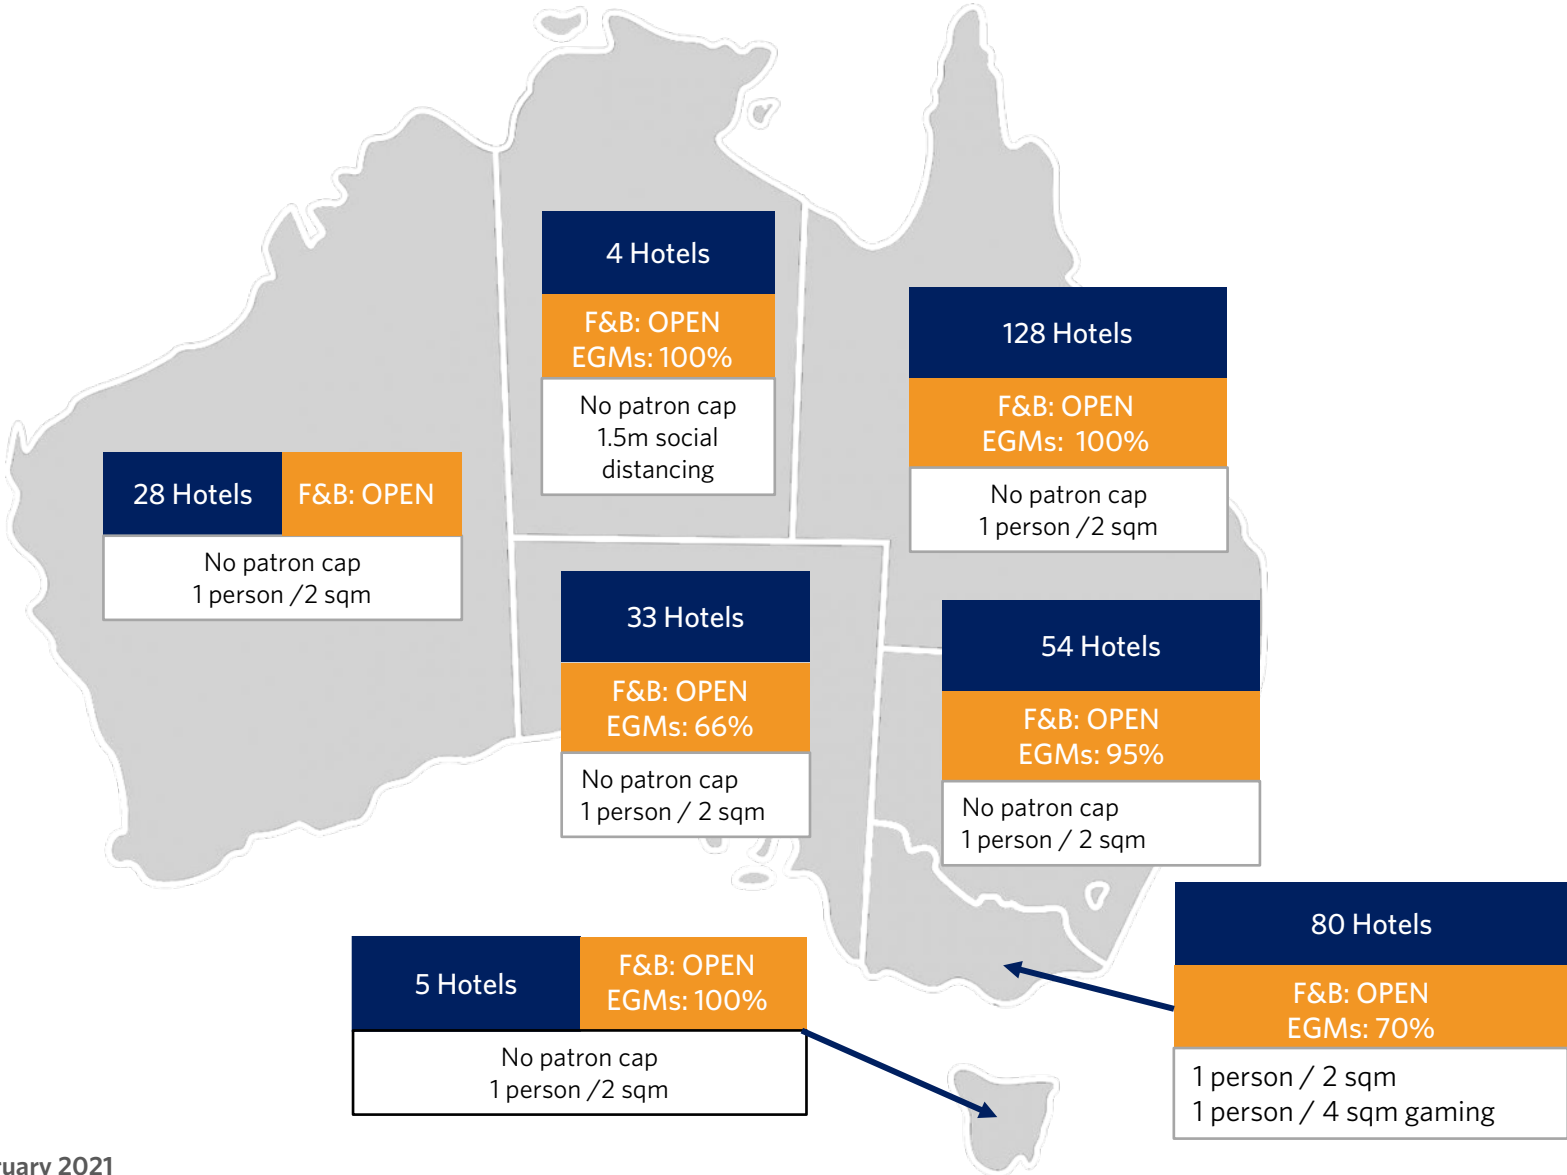 4 Hotels
F&B: OPEN
EGMs: 100%
No patron cap
1.5m social
distancing
128 Hotels
F&B: OPEN
EGMs: 100%
No patron cap
1 person /2 sqm
28 Hotels
F&B: OPEN
No patron cap
1 person /2 sqm
33 Hotels
F&B: OPEN
EGMs: 66%
No patron cap
1 person / 2 sqm
54 Hotels
F&B: OPEN
EGMs: 95%
No patron cap
1 person / 2 sqm
80 Hotels
F&B: OPEN
EGMs: 70%
1 person / 2 sqm
1 person / 4 sqm gaming
5 Hotels
F&B: OPEN
EGMs: 100%
No patron cap
1 person /2 sqm
2021